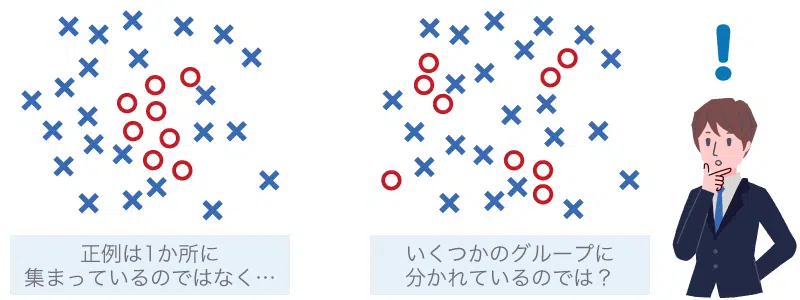 正例は1か所に
集まっているのではなく…
いくつかのグループに
分かれているのでは？
!